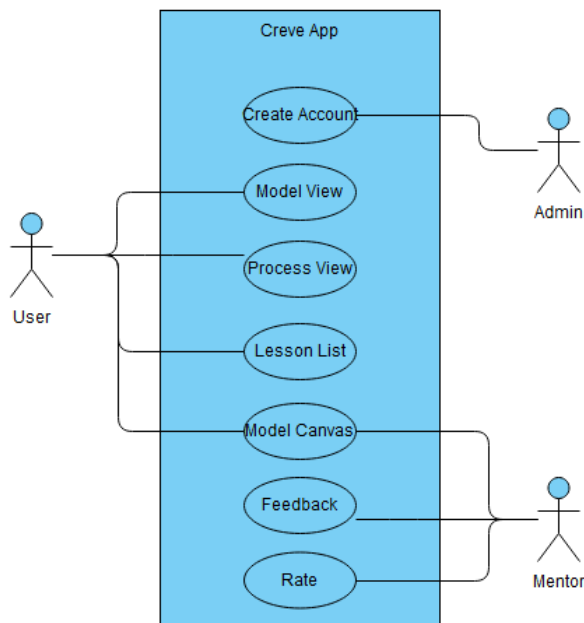 Creve App
Create Account
Admin
Model View
User
Process View
Lesson List
Model Canvas
Feedback
Mentor
Rate